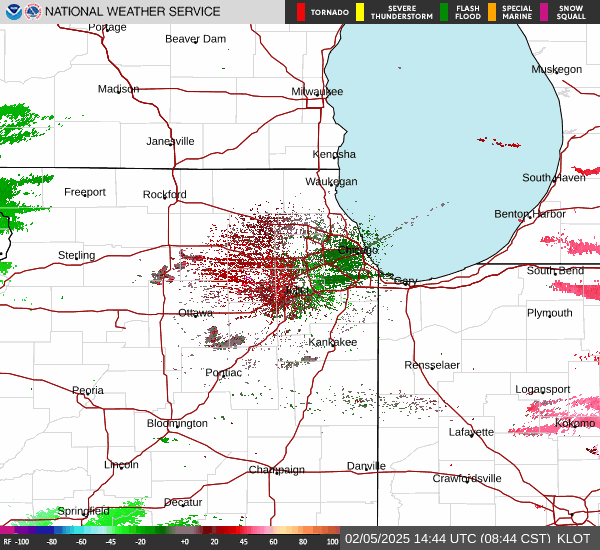 NATIONAL WEATHER SERVICE
TORNADO
SEVERE
THUNDERSTORM
FLASH
FLOOD
SPECIAL
MARINE
SNOW
SQUALL
Portage
Beaver Dam
Muskegon
Madison
Milwaukee
Janesville
Kenosha
South Haven
Waukegan
Freeport
Rockford
Benton Harbor
Sterling
South Bend
Gary
Ottawa
Plymouth
Kankakee
Rensselaer
Pontiac
Peoria
Logansport
Bloomington
Kokomo
Lafayette
Lincoln
Champaign
Danville
Crawfordsville
Decatur
Springfield
RF -100 -80 -60 -45 -20 +0 20 45 60 80 100
02/05/2025 14:44 UTC (08:44 CST) KLOT